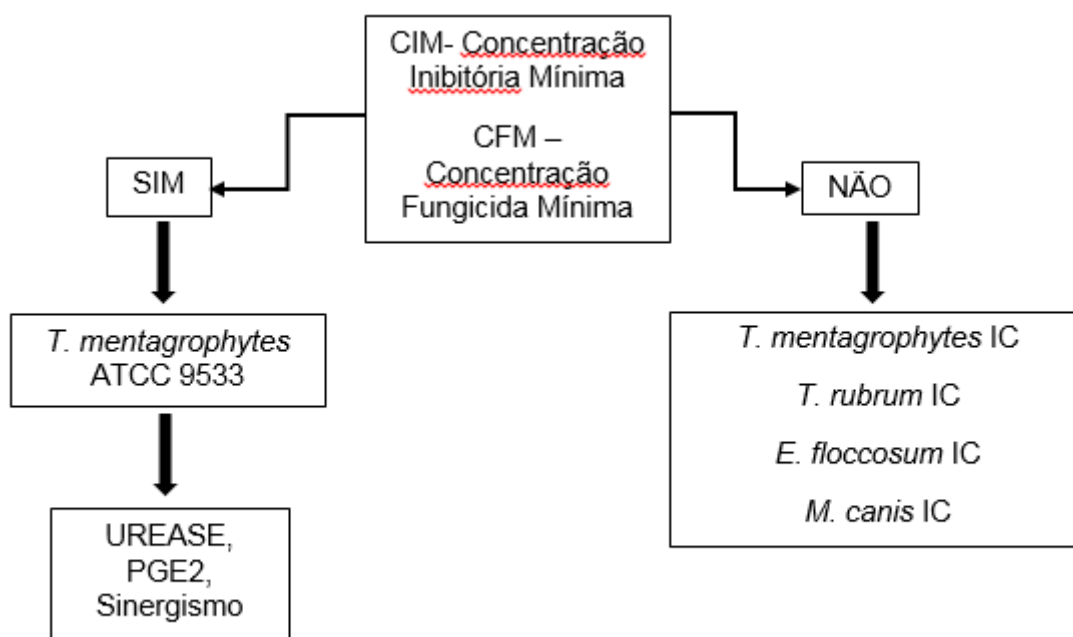 CIM- Concentração
Inibitória Mínima
CFM –
Concentração
Fungicida Mínima
SIM
NÃO
T. mentagrophytes
ATCC 9533
T. mentagrophytes IC
T. rubrum IC
E. floccosum IC
M. canis IC
UREASE,
PGE2,
Sinergismo